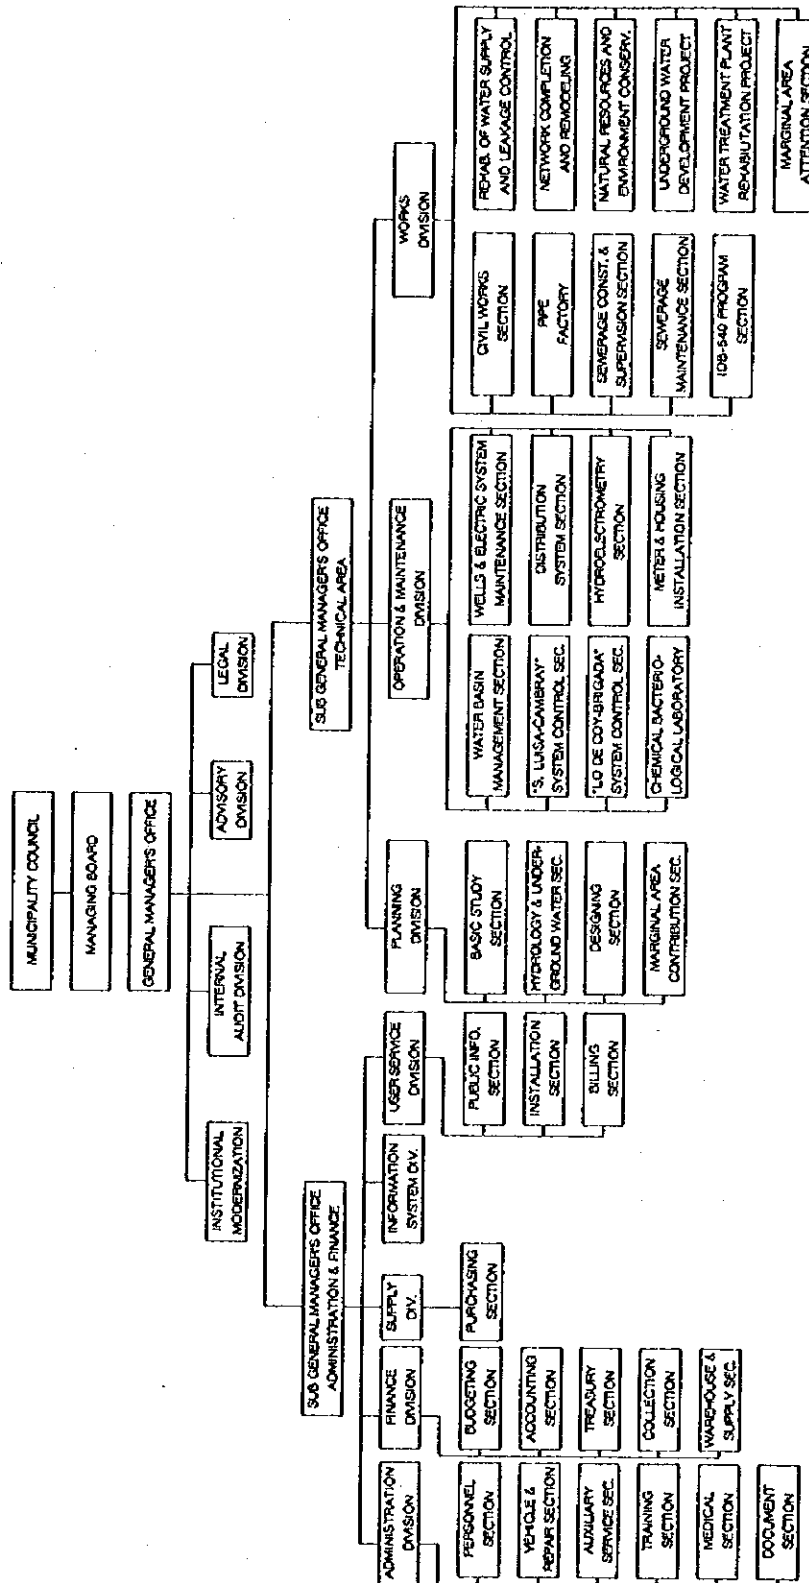 MUNICIPALITY COUNCIL
MANAGING BOARD
GENERAL MANAGER'S OFFICE
INSTITUTIONAL
MODERNIZATION
INTERNAL
AUDIT DIVISION
ADVISORY
DIVISION
LEGAL
DIVISION
SUB GENERAL MANAGER'S OFFICE
ADMINISTRATION & FINANCE
SUB GENERAL MANAGER'S OFFICE
TECHNICAL AREA
ADMINISTRATION
DIVISION
FINANCE
DIVISION
SUPPLY
DIV.
INFORMATION
SYSTEM DIV.
USER SERVICE
DIVISION
PLANNING
DIVISION
OPERATION & MAINTENANCE
DIVISION
WORKS
DIVISION
PERSONNEL
SECTION
VEHICLE &
REPAIR SECTION
AUXILIARY
SERVICE SEC.
TRAINING
SECTION
MEDICAL
SECTION
DOCUMENT
SECTION
BUDGETING
SECTION
ACCOUNTING
SECTION
TREASURY
SECTION
COLLECTION
SECTION
WAREHOUSE &
SUPPLY SEC.
PURCHASING
SECTION
PUBLIC INFO.
SECTION
INSTALLATION
SECTION
BILLING
SECTION
BASIC STUDY
SECTION
HYDROLOGY & UNDER-
GROUND WATER SEC.
DESIGNING
SECTION
MARGINAL AREA
CONTRIBUTION SEC.
WATER BASIN
MANAGEMENT SECTION
"S. LUISA-CAMBRAY"
SYSTEM CONTROL SEC.
"LO DE COY-BRIGADA"
SYSTEM CONTROL SEC.
CHEMICAL BACTERIO-
LOGICAL LABORATORY
WELLS & ELECTRIC SYSTEM
MAINTENANCE SECTION
DISTRIBUTION
SYSTEM SECTION
HYDROELECTROMETRY
SECTION
METER & HOUSING
INSTALLATION SECTION
CIVIL WORKS
SECTION
PIPE
FACTORY
SEWERAGE CONST. &
SUPERVISION SECTION
SEWERAGE
MAINTENANCE SECTION
IDB-540 PROGRAM
SECTION
REHAB. OF WATER SUPPLY
AND LEAKAGE CONTROL
NETWORK COMPLETION
AND REMODELING
NATURAL RESOURCES AND
ENVIRONMENT CONSERV.
UNDERGROUND WATER
DEVELOPMENT PROJECT
WATER TREATMENT PLANT
REHABILITATION PROJECT
MARGINAL AREA
ATTENTION SECTION